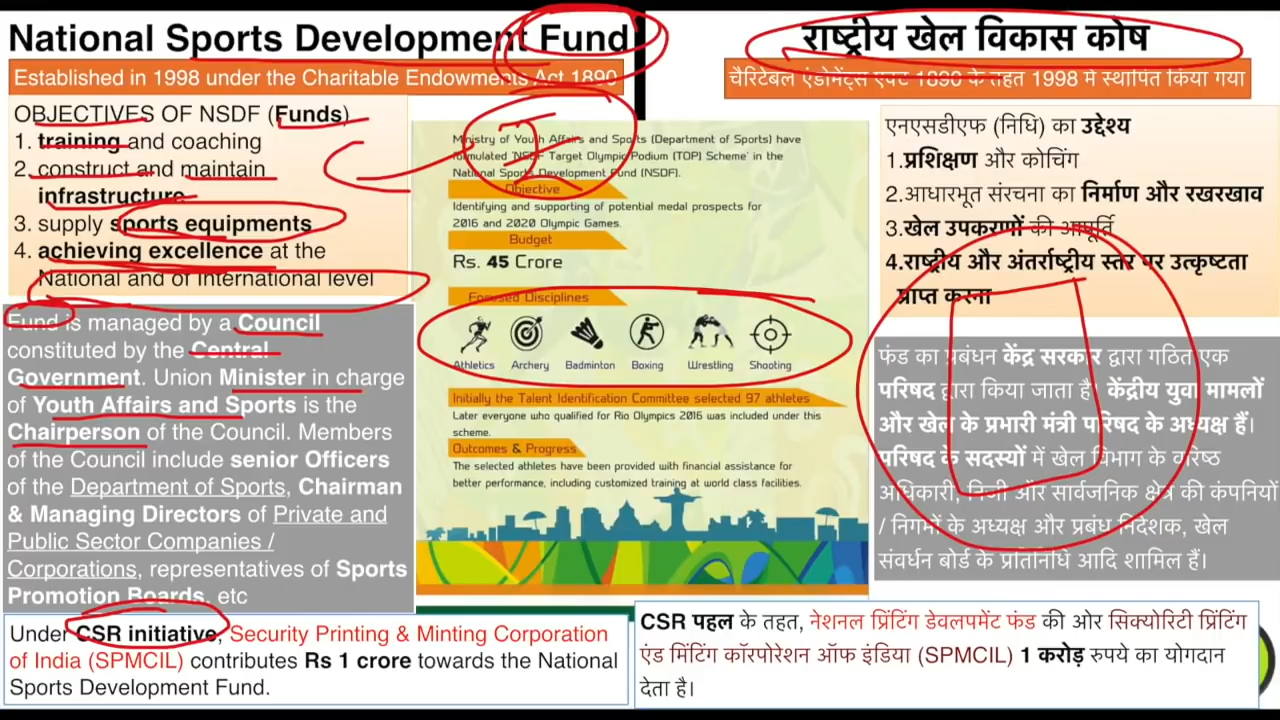 National Sports Development Fund
Established in 1998 under the Charitable Endowments Act 1890
OBJECTIVES OF NSDF (Funds)
1. training and coaching
2. construct and maintain
infrastructure
3. supply sports equipments
4. achieving excellence at the
National and or International level
Fund is managed by a Council
constituted by the Central
Government. Union Minister in charge
of Youth Affairs and Sports is the
Chairperson of the Council. Members
of the Council include senior Officers
of the Department of Sports, Chairman
& Managing Directors of Private and
Public Sector Companies /
Corporations, representatives of Sports
Promotion Boards, etc
Under CSR initiative, Security Printing & Minting Corporation
of India (SPMCIL) contributes Rs 1 crore towards the National
Sports Development Fund.
Ministry of Youth Affairs and Sports (Department of Sports) have
formulated 'NSDF Target Olympic Podium (TOP) Scheme' in the
National Sports Development Fund (NSDF).
Objective
Identifying and supporting of potential medal prospects for
2016 and 2020 Olympic Games.
Budget
Rs. 45 Crore
Focused Disciplines
Athletics Archery Badminton Boxing Wrestling Shooting
Initially the Talent Identification Committee selected 97 athletes
Later everyone who qualified for Rio Olympics 2016 was included under this
scheme.
Outcomes & Progress
The selected athletes have been provided with financial assistance for
better performance, including customized training at world class facilities.
राष्ट्रीय खेल विकास कोष
चैरिटेबल एंडोमेंट्स एक्ट 1890 के तहत 1998 में स्थापित किया गया
एनएसडीएफ (निधि) का उद्देश्य
1.प्रशिक्षण और कोचिंग
2.आधारभूत संरचना का निर्माण और रखरखाव
3.खेल उपकरणों की आपूर्ति
4.राष्ट्रीय और अंतर्राष्ट्रीय स्तर पर उत्कृष्टता
प्राप्त करना
फंड का प्रबंधन केंद्र सरकार द्वारा गठित एक
परिषद द्वारा किया जाता है। केंद्रीय युवा मामलों
और खेल के प्रभारी मंत्री परिषद के अध्यक्ष हैं।
परिषद के सदस्यों में खेल विभाग के वरिष्ठ
अधिकारी, निजी और सार्वजनिक क्षेत्र की कंपनियों
/ निगमों के अध्यक्ष और प्रबंध निदेशक, खेल
संवर्धन बोर्ड के प्रतिनिधि आदि शामिल हैं।
CSR पहल के तहत, नेशनल प्रिंटिंग डेवलपमेंट फंड की ओर सिक्योरिटी प्रिंटिंग
एंड मिंटिंग कॉरपोरेशन ऑफ इंडिया (SPMCIL) 1 करोड़ रुपये का योगदान
देता है।